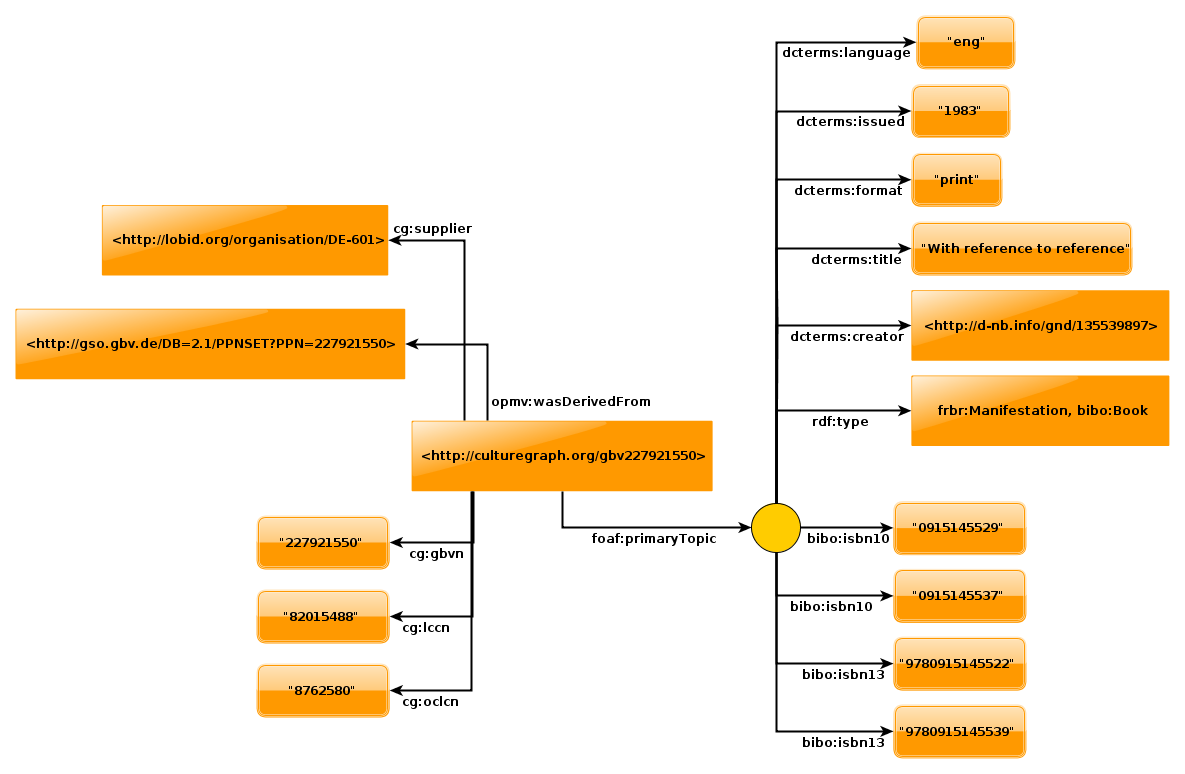 "eng"
dcterms:language
"1983"
dcterms:issued
"print"
dcterms:format
cg:supplier
<http://lobid.org/organisation/DE-601>
"With reference to reference"
dcterms:title
<http://d-nb.info/gnd/135539897>
dcterms:creator
<http://gso.gbv.de/DB=2.1/PPNSET?PPN=227921550>
opmv:wasDerivedFrom
frbr:Manifestation, bibo:Book
rdf:type
<http://culturegraph.org/gbv227921550>
foaf:primaryTopic
"0915145529"
bibo:isbn10
"227921550"
cg:gbvn
"0915145537"
bibo:isbn10
"82015488"
cg:lccn
"9780915145522"
bibo:isbn13
"8762580"
cg:oclcn
"9780915145539"
bibo:isbn13